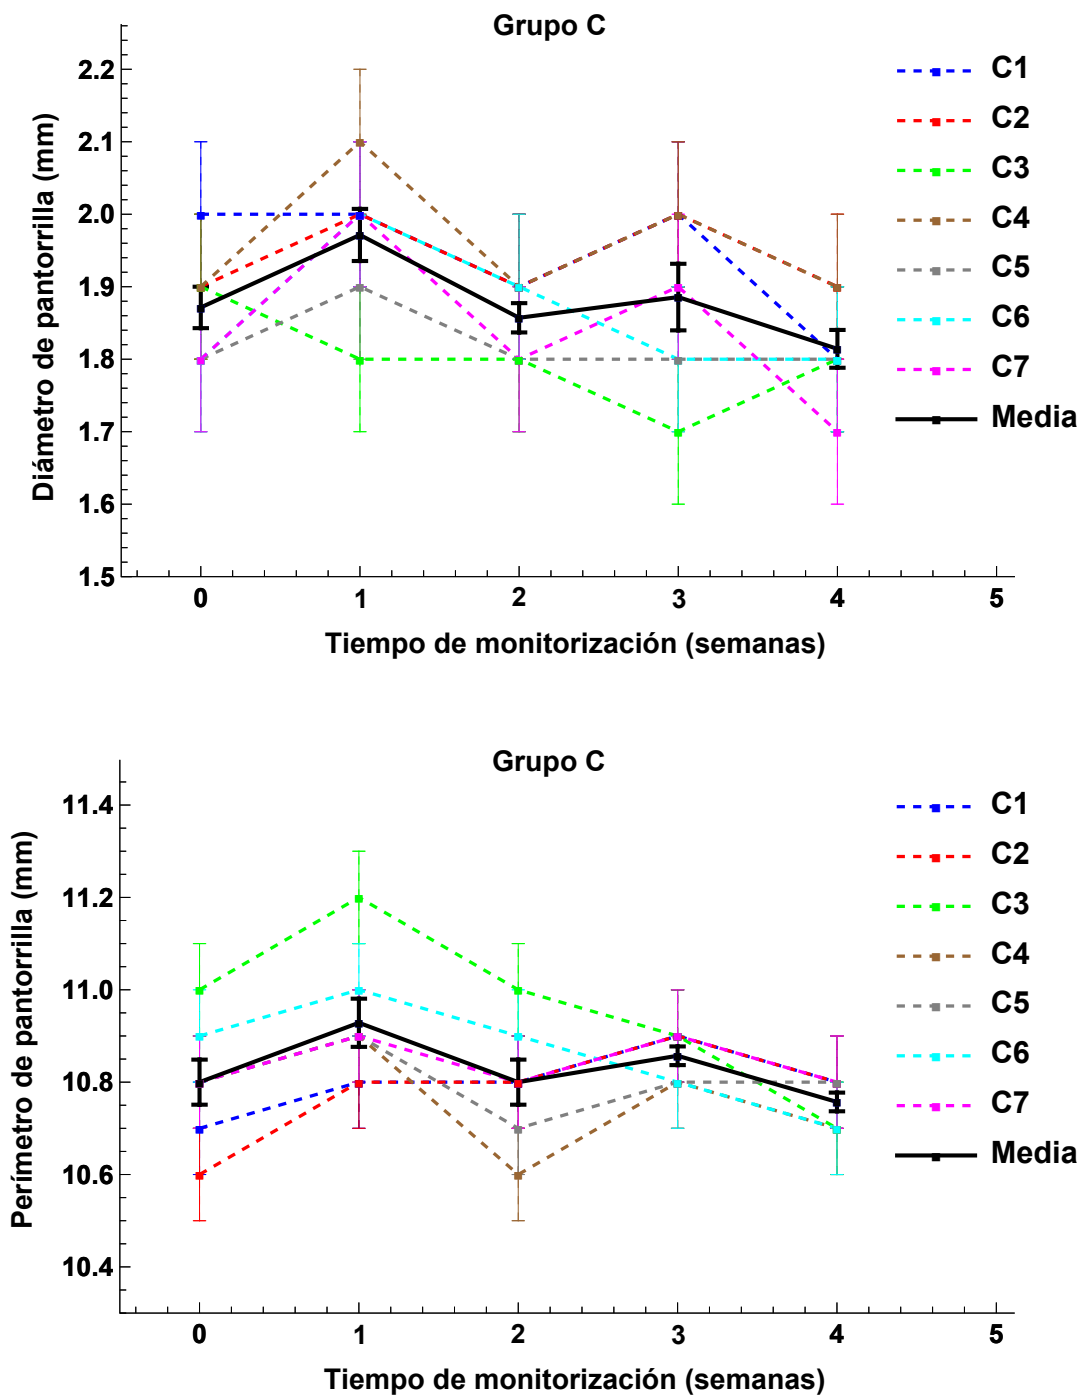 Grupo C
2.2
2.1
2.0
1.9
1.8
1.7
1.6
1.5
Diámetro de pantorrilla (mm)
0 1 2 3 4 5
Tiempo de monitorización (semanas)
C1
C2
C3
C4
C5
C6
C7
Media
Grupo C
11.4
11.2
11.0
10.8
10.6
10.4
Perímetro de pantorrilla (mm)
0 1 2 3 4 5
Tiempo de monitorización (semanas)
C1
C2
C3
C4
C5
C6
C7
Media